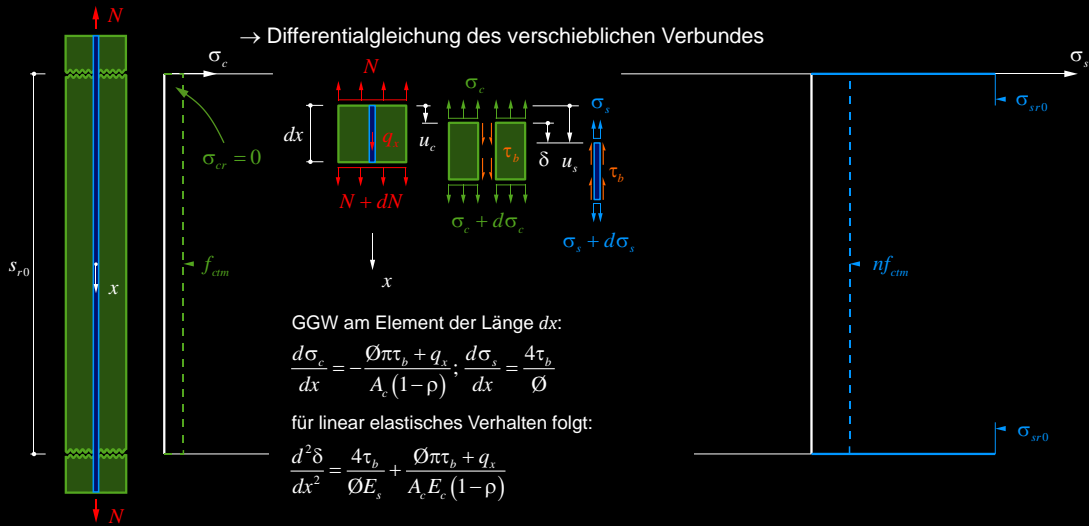 N
→ Differentialgleichung des verschieblichen Verbundes
σ_c
σ_s
N
σ_c
σ_s
σ_sr0
dx
q_x
u_c
τ_b
δ
u_s
τ_b
σ_cr = 0
N + dN
σ_c + dσ_c
σ_s + dσ_s
s_r0
x
f_ctm
x
nf_ctm
GGW am Element der Länge dx:
dσ_c/dx = −(Øπτ_b + q_x)/(A_c(1−ρ)); dσ_s/dx = 4τ_b/Ø
für linear elastisches Verhalten folgt:
σ_sr0
d²δ/dx² = 4τ_b/(ØE_s) + (Øπτ_b + q_x)/(A_cE_c(1−ρ))
N